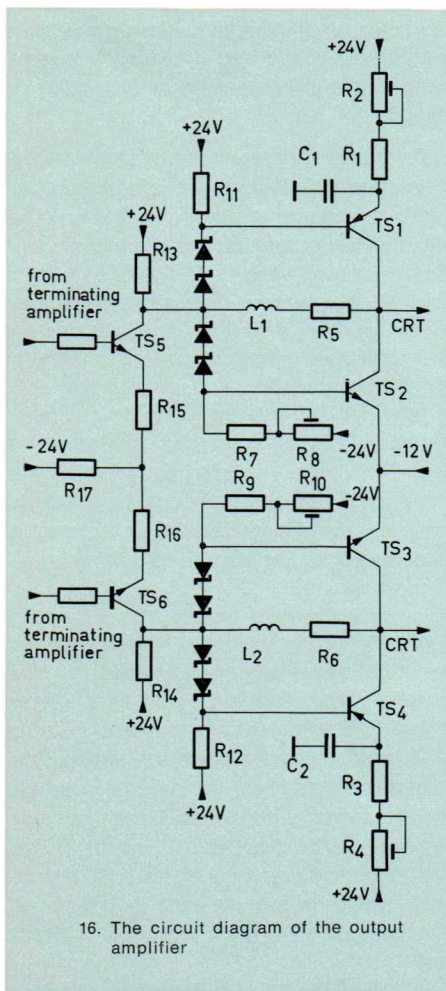 +24V
R2
R1
+24V
C1
R11
TS1
+24V
R13
from
terminating
amplifier
L1
R5
CRT
TS5
TS2
R15
R7
R8
-24V
-24V
-12V
R17
R9
R10
-24V
R16
TS3
TS6
from
terminating
amplifier
L2
R6
CRT
R14
TS4
+24V
R12
C2
R3
+24V
R4
+24V
16. The circuit diagram of the output
amplifier